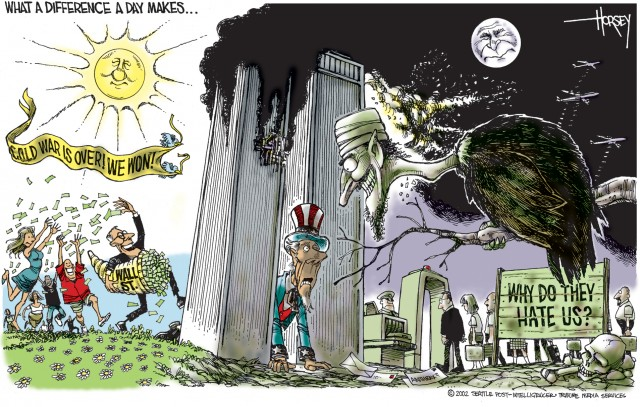 WHAT A DIFFERENCE A DAY MAKES...
HORSEY
COLD WAR IS OVER! WE WON!
WALL
ST.
WHY DO THEY
HATE US?
© 2002 SEATTLE POST-INTELLIGENCER TRIBUNE MEDIA SERVICES